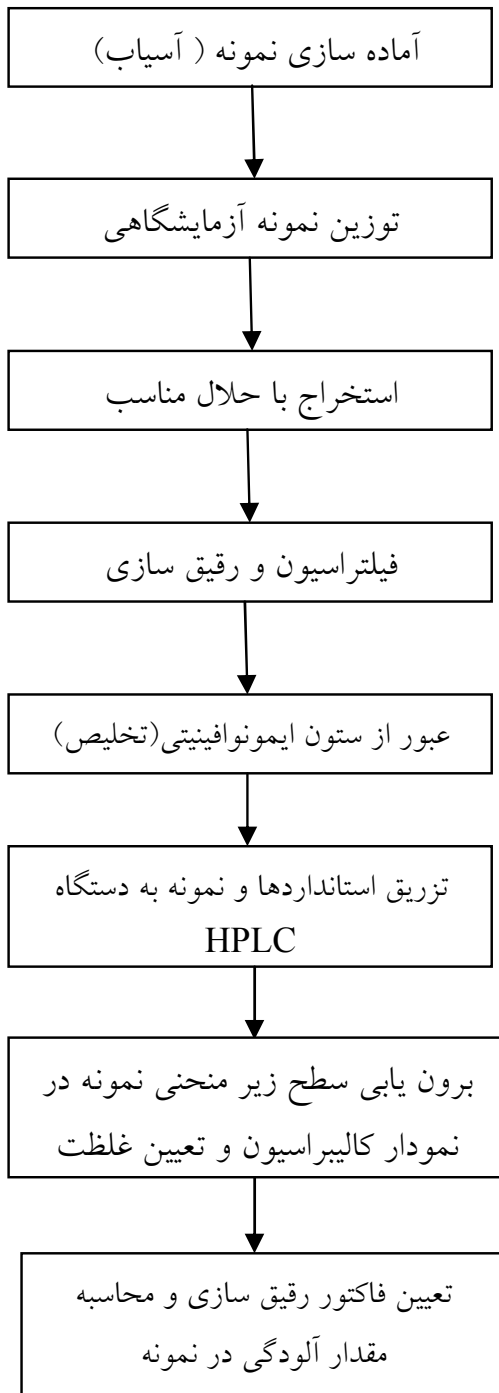 آماده سازی نمونه ( آسیاب)
توزین نمونه آزمایشگاهی
استخراج با حلال مناسب
فیلتراسیون و رقیق سازی
عبور از ستون ایمونوافینیتی(تخلیص)
تزریق استانداردها و نمونه به دستگاه
HPLC
برون یابی سطح زیر منحنی نمونه در
نمودار کالیبراسیون و تعیین غلظت
تعیین فاکتور رقیق سازی و محاسبه
مقدار آلودگی در نمونه